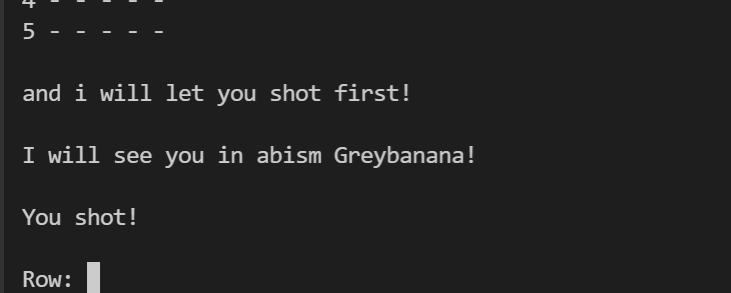 4 - - - - -
5 - - - - -
and i will let you shot first!
I will see you in abism Greybanana!
You shot!
Row: